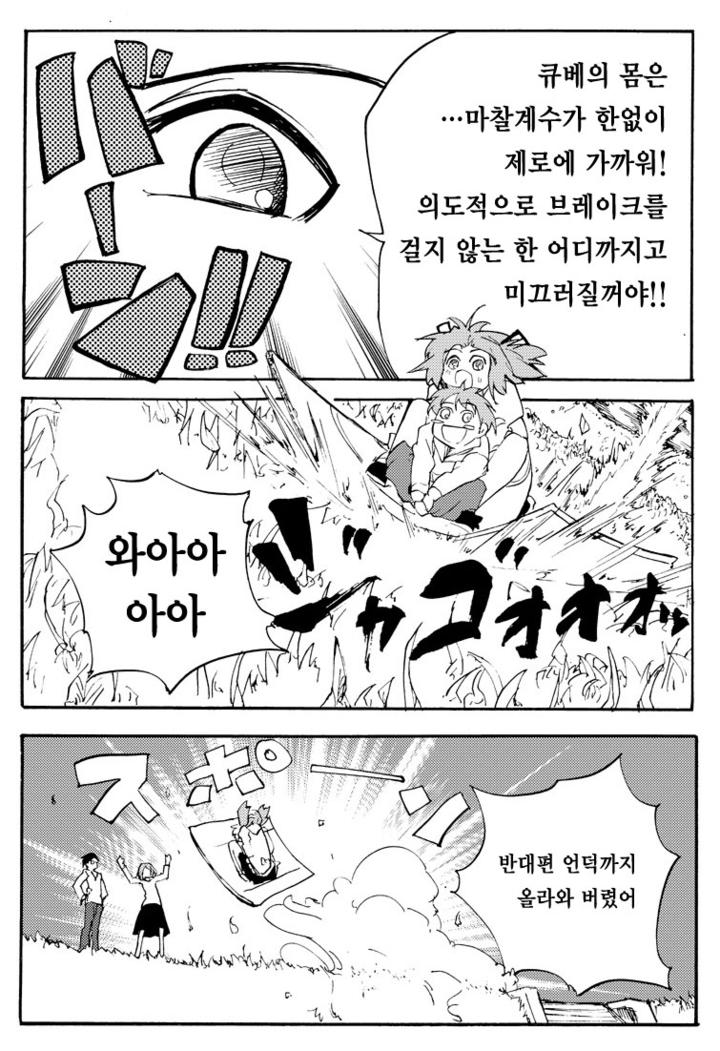 큐베의 몸은
…마찰계수가 한없이
제로에 가까워!
의도적으로 브레이크를
걸지 않는 한 어디까지고
미끄러질꺼야!!
バーン!!
와아아
아아
ジャゴオオオッ
スポーン
반대편 언덕까지
올라와 버렸어